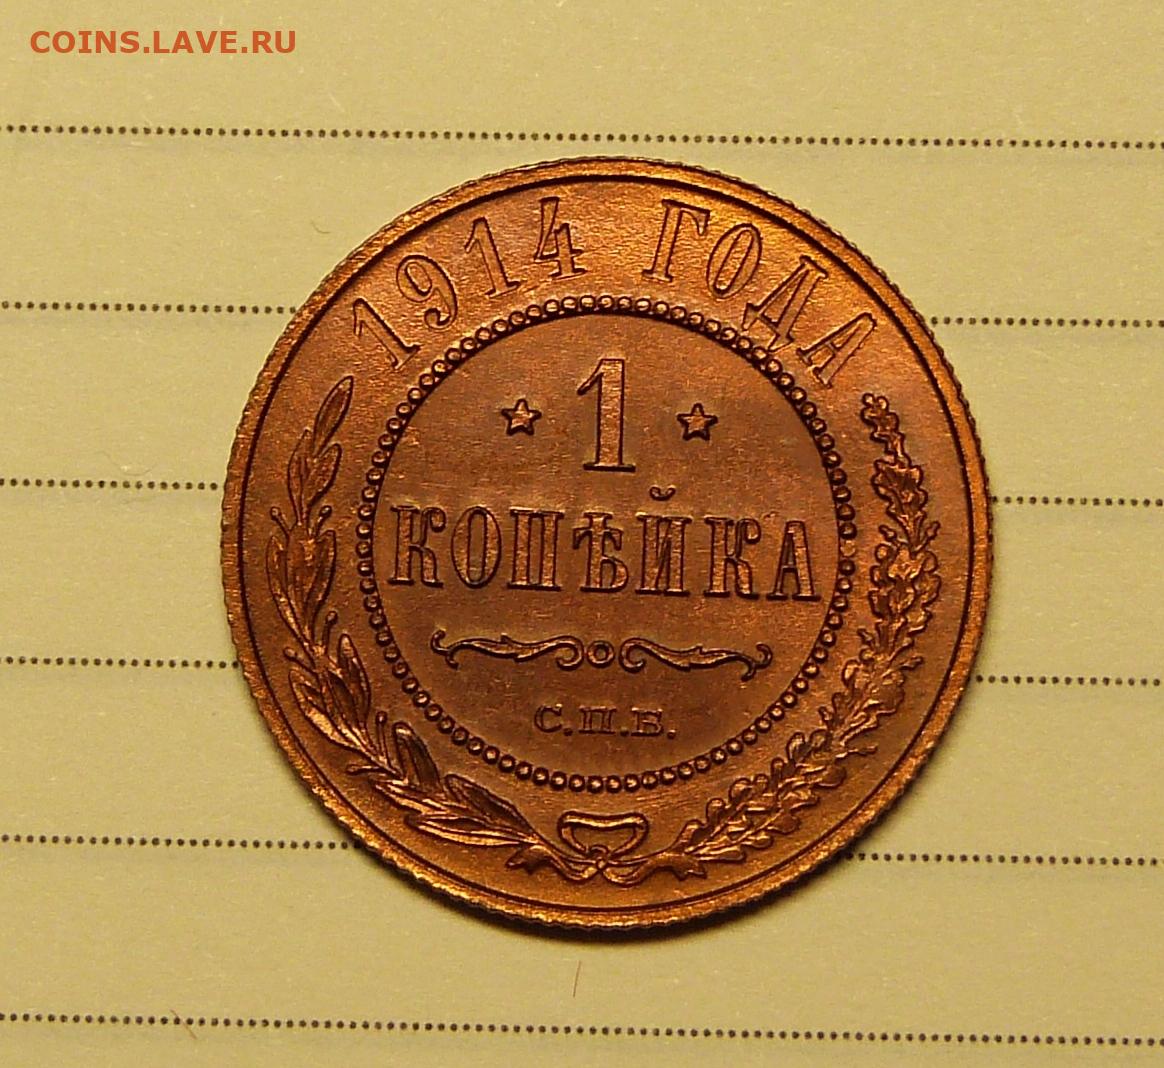 COINS.LAVE.RU
1914 ГОДА
1
КОПѢЙКА
С.П.Б.